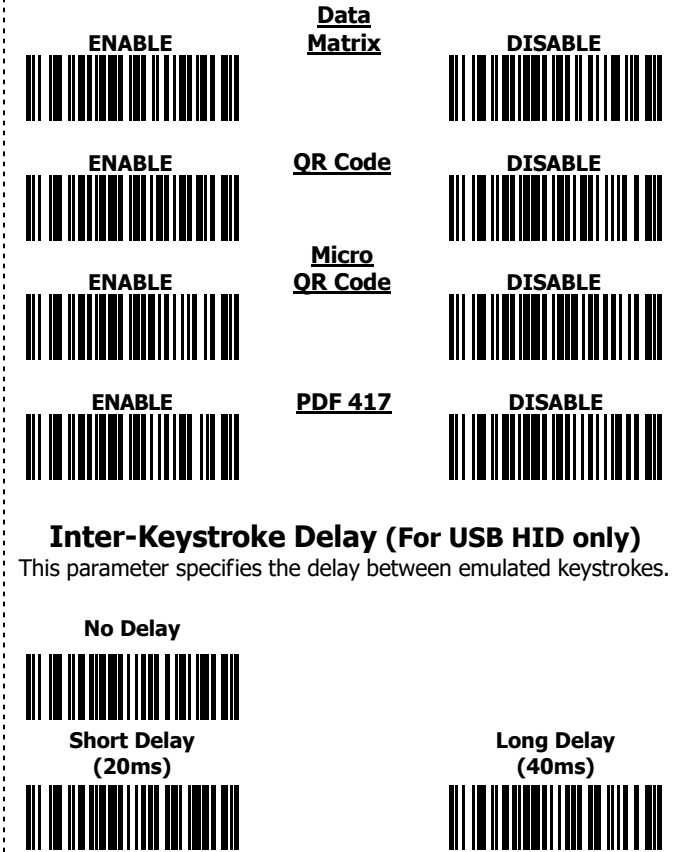 Data
ENABLE Matrix DISABLE
ENABLE QR Code DISABLE
Micro
ENABLE QR Code DISABLE
ENABLE PDF 417 DISABLE
Inter-Keystroke Delay (For USB HID only)
This parameter specifies the delay between emulated keystrokes.
No Delay
Short Delay Long Delay
(20ms) (40ms)